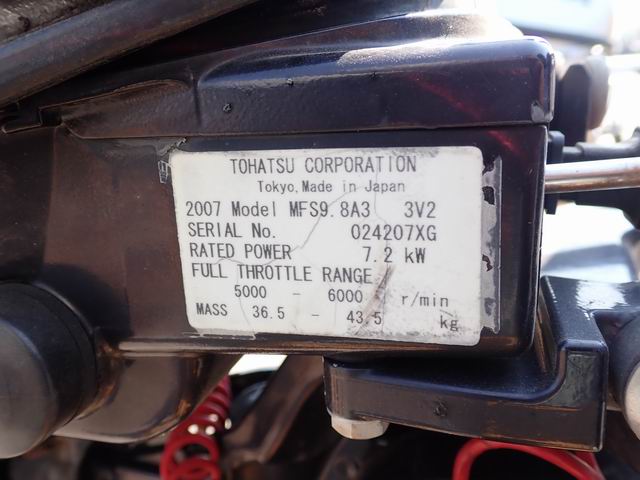 TOHATSU CORPORATION
Tokyo, Made in Japan
2007 Model MFS9.8A3 3V2
SERIAL No. 024207XG
RATED POWER 7.2 kW
FULL THROTTLE RANGE
5000 - 6000 r/min
MASS 36.5 - 43.5 kg